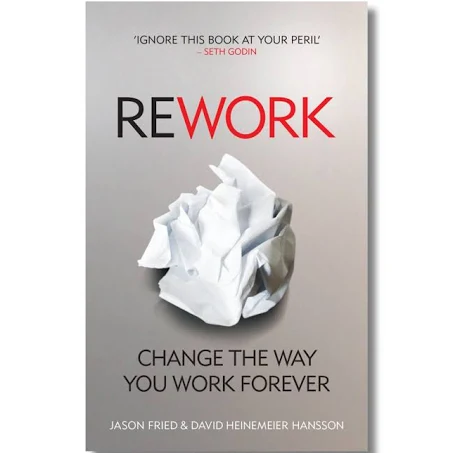 'IGNORE THIS BOOK AT YOUR PERIL'
– SETH GODIN
REWORK
CHANGE THE WAY
YOU WORK FOREVER
JASON FRIED & DAVID HEINEMEIER HANSSON